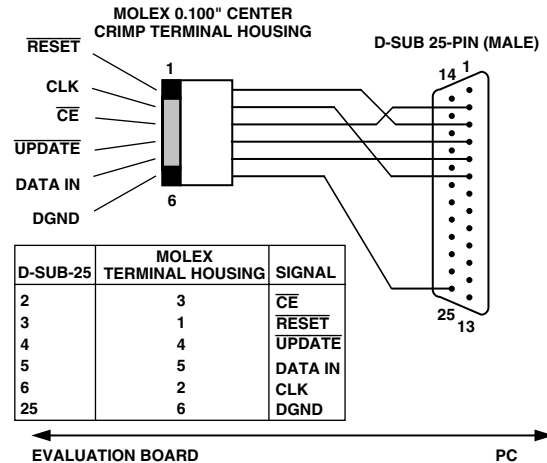 MOLEX 0.100" CENTER
CRIMP TERMINAL HOUSING
D-SUB 25-PIN (MALE)
RESET
CLK
CE
UPDATE
DATA IN
DGND
1
6
14 1
25 13
D-SUB-25 MOLEX TERMINAL HOUSING SIGNAL
2 3 CE
3 1 RESET
4 4 UPDATE
5 5 DATA IN
6 2 CLK
25 6 DGND
EVALUATION BOARD PC